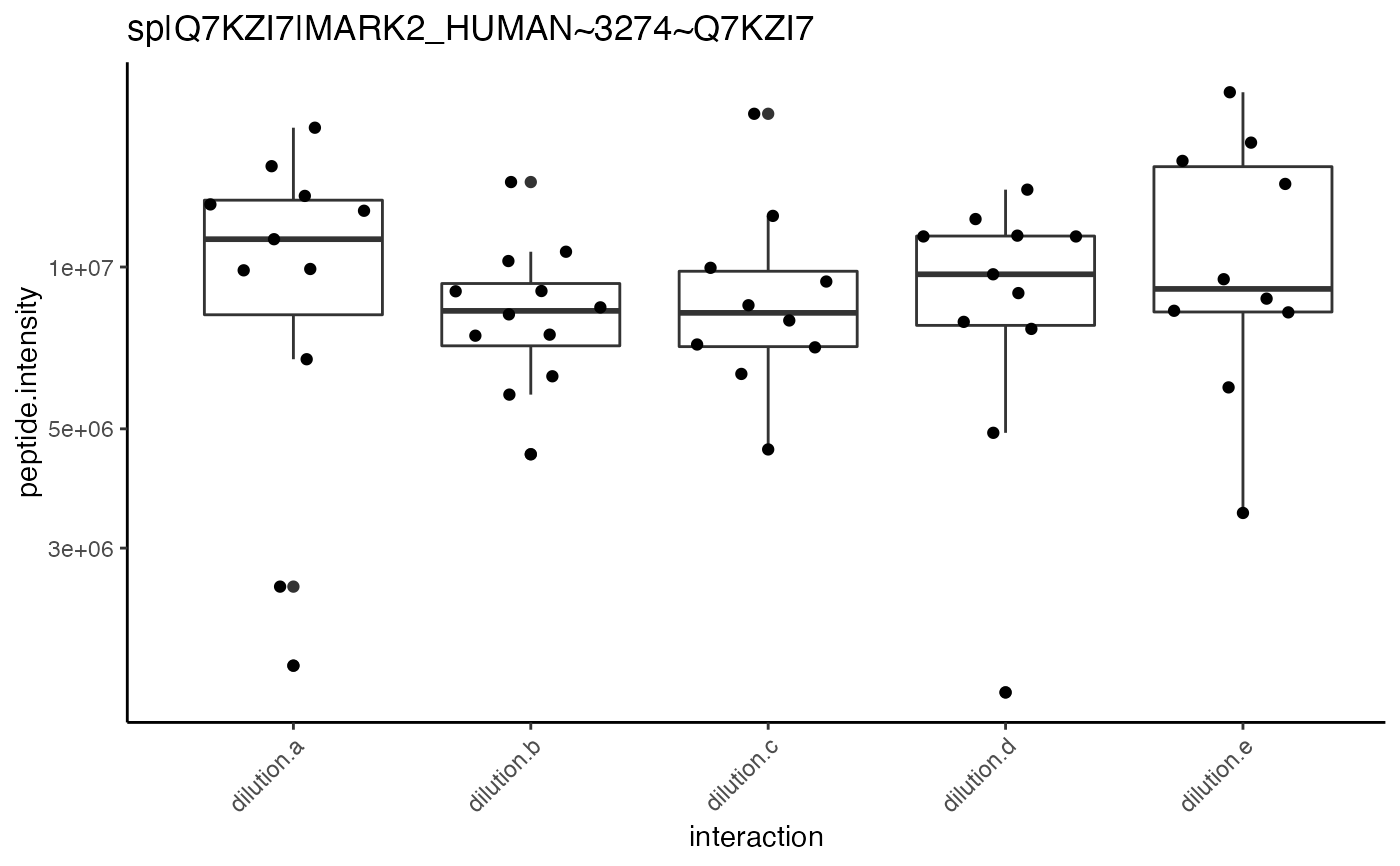 sp|Q7KZI7|MARK2_HUMAN~3274~Q7KZI7
peptide.intensity
1e+07
5e+06
3e+06
dilution.a
dilution.b
dilution.c
dilution.d
dilution.e
interaction